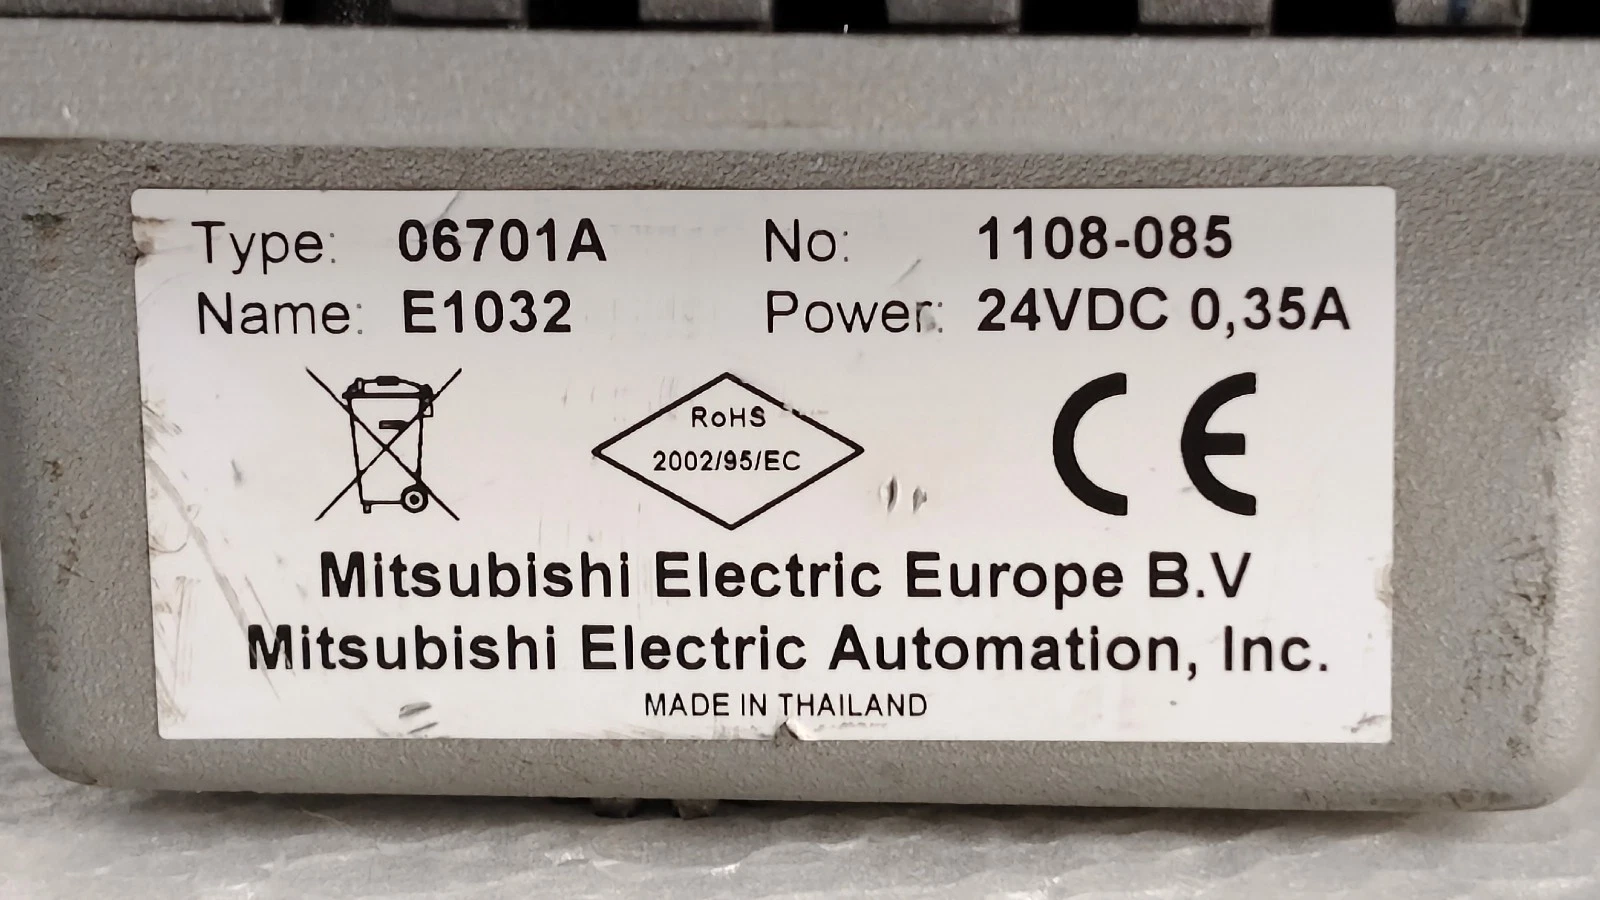 Type: 06701A No: 1108-085
Name: E1032 Power: 24VDC 0,35A
RoHS
2002/95/EC
CE
Mitsubishi Electric Europe B.V
Mitsubishi Electric Automation, Inc.
MADE IN THAILAND